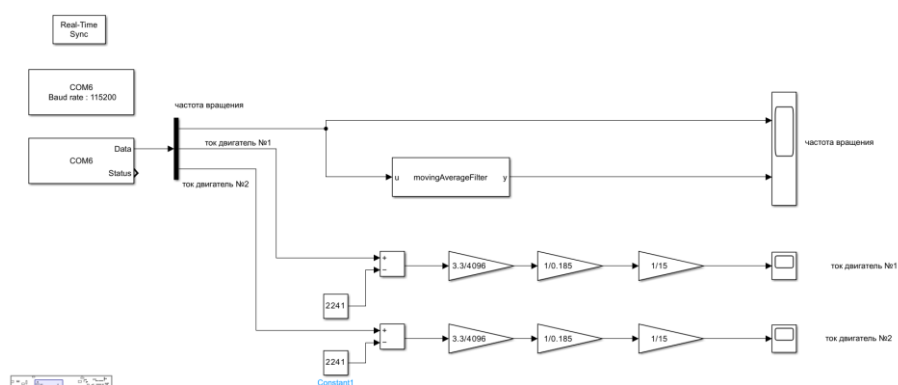 Real-Time
Sync
COM6
Baud rate : 115200
частота вращения
Data
COM6
Status
ток двигатель №1
ток двигатель №2
u
movingAverageFilter
y
частота вращения
+
−
2241
3.3/4096
1/0.185
1/15
ток двигатель №1
+
−
2241
Constant1
3.3/4096
1/0.185
1/15
ток двигатель №2